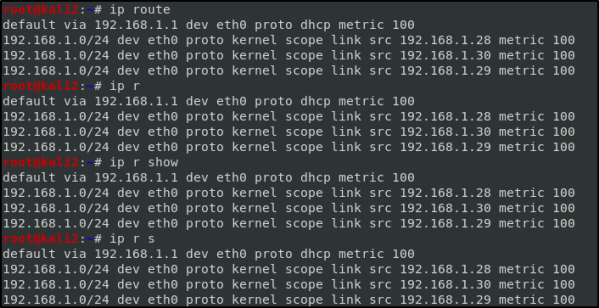 root@kali2:~# ip route
default via 192.168.1.1 dev eth0 proto dhcp metric 100
192.168.1.0/24 dev eth0 proto kernel scope link src 192.168.1.28 metric 100
192.168.1.0/24 dev eth0 proto kernel scope link src 192.168.1.30 metric 100
192.168.1.0/24 dev eth0 proto kernel scope link src 192.168.1.29 metric 100
root@kali2:~# ip r
default via 192.168.1.1 dev eth0 proto dhcp metric 100
192.168.1.0/24 dev eth0 proto kernel scope link src 192.168.1.28 metric 100
192.168.1.0/24 dev eth0 proto kernel scope link src 192.168.1.30 metric 100
192.168.1.0/24 dev eth0 proto kernel scope link src 192.168.1.29 metric 100
root@kali2:~# ip r show
default via 192.168.1.1 dev eth0 proto dhcp metric 100
192.168.1.0/24 dev eth0 proto kernel scope link src 192.168.1.28 metric 100
192.168.1.0/24 dev eth0 proto kernel scope link src 192.168.1.30 metric 100
192.168.1.0/24 dev eth0 proto kernel scope link src 192.168.1.29 metric 100
root@kali2:~# ip r s
default via 192.168.1.1 dev eth0 proto dhcp metric 100
192.168.1.0/24 dev eth0 proto kernel scope link src 192.168.1.28 metric 100
192.168.1.0/24 dev eth0 proto kernel scope link src 192.168.1.30 metric 100
192.168.1.0/24 dev eth0 proto kernel scope link src 192.168.1.29 metric 100